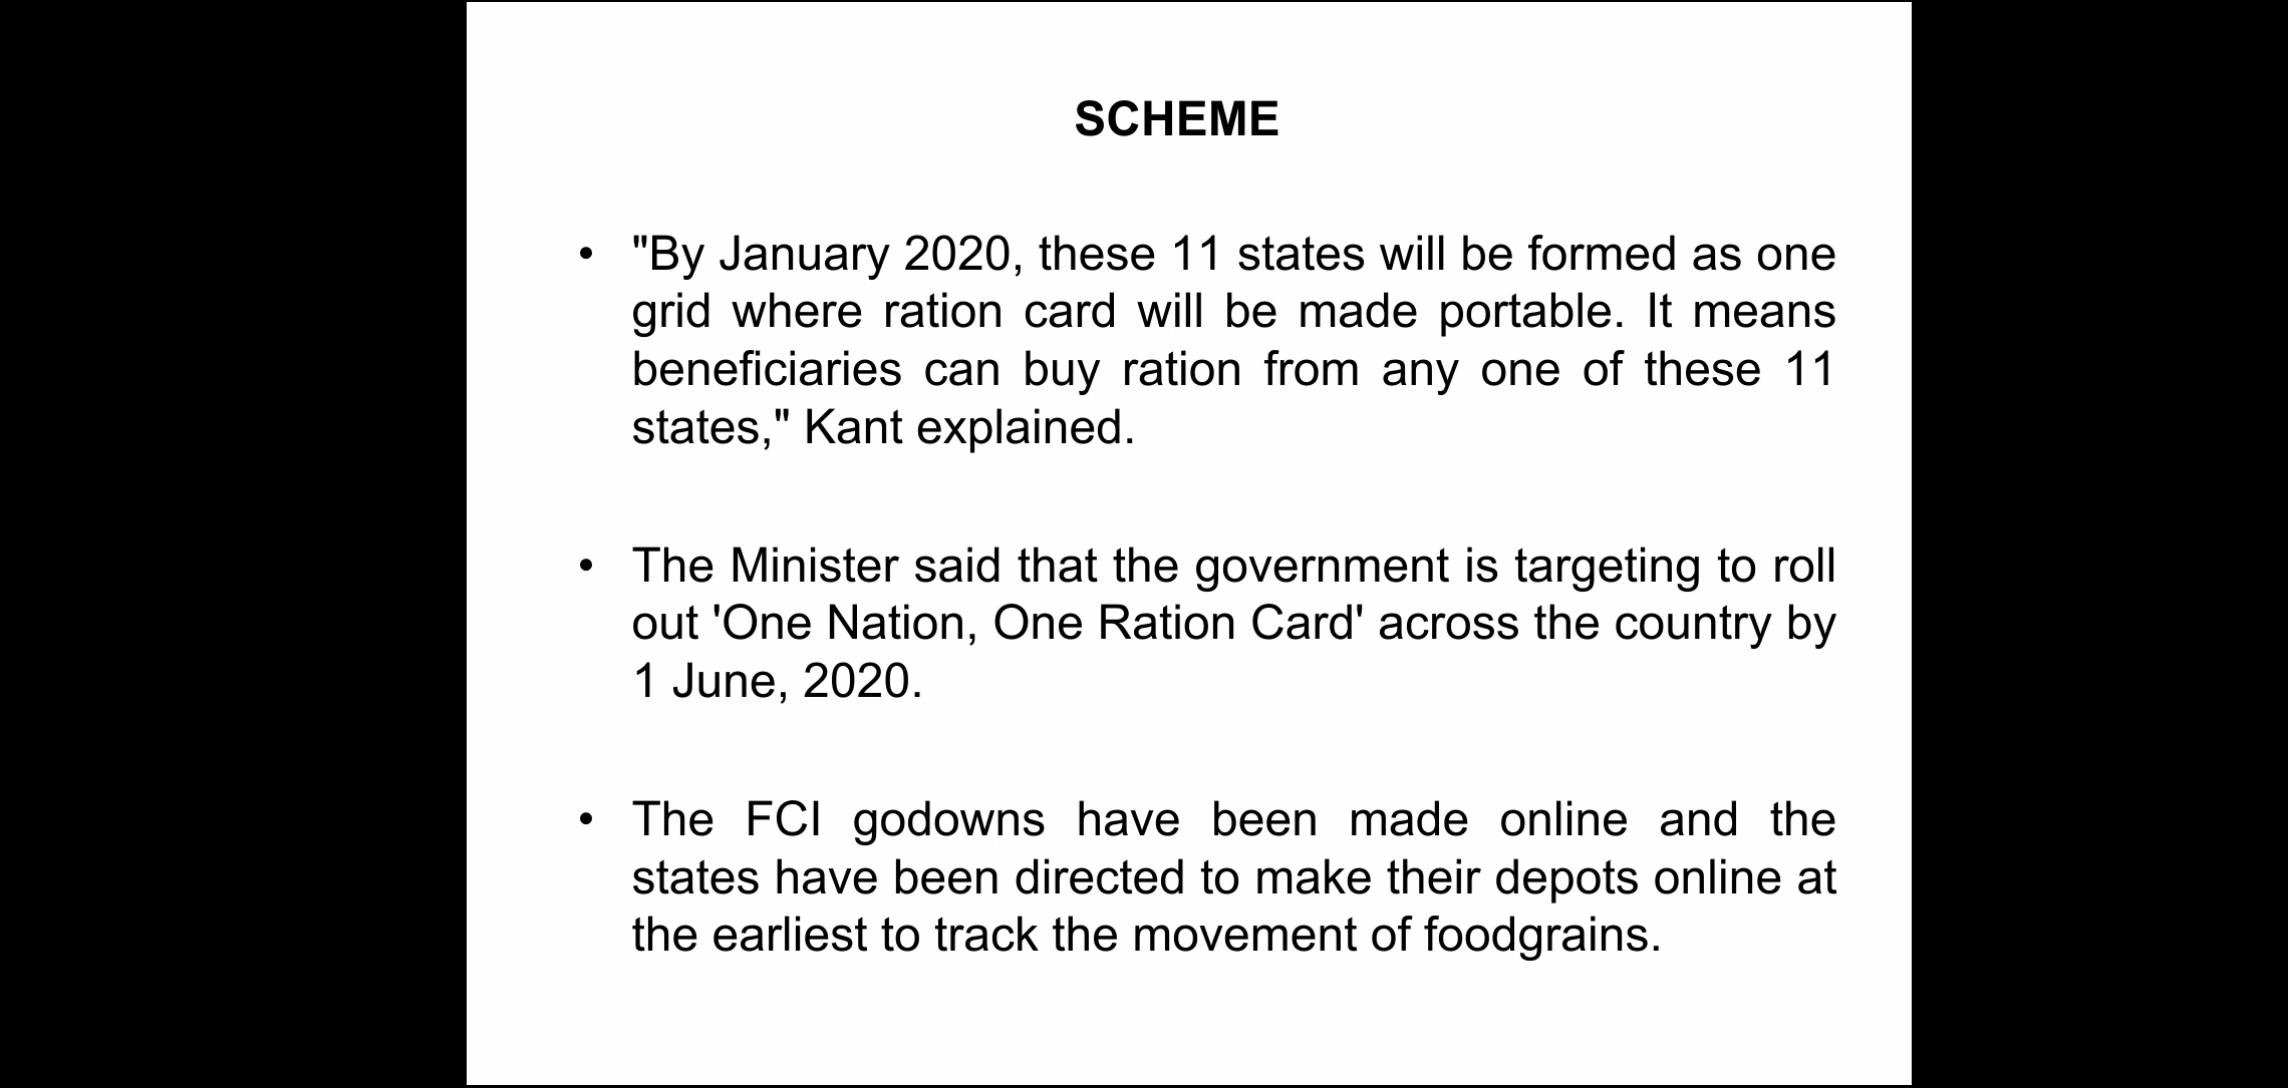 SCHEME
• "By January 2020, these 11 states will be formed as one
grid where ration card will be made portable. It means
beneficiaries can buy ration from any one of these 11
states," Kant explained.
• The Minister said that the government is targeting to roll
out 'One Nation, One Ration Card' across the country by
1 June, 2020.
• The FCI godowns have been made online and the
states have been directed to make their depots online at
the earliest to track the movement of foodgrains.